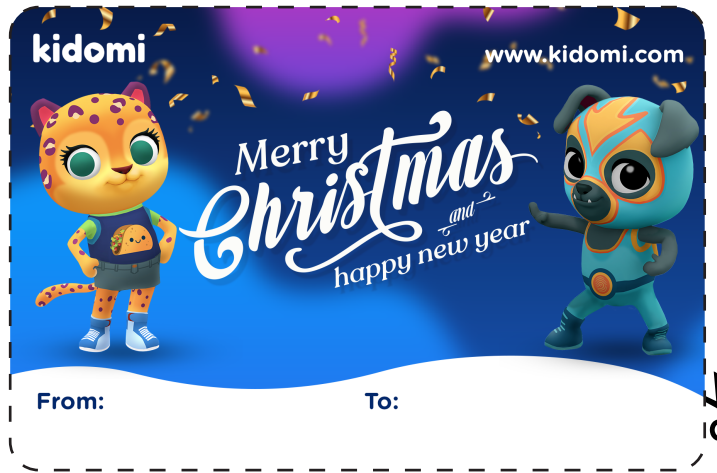 kidomi
www.kidomi.com
Merry
Christmas
and
happy new year
From:
To: